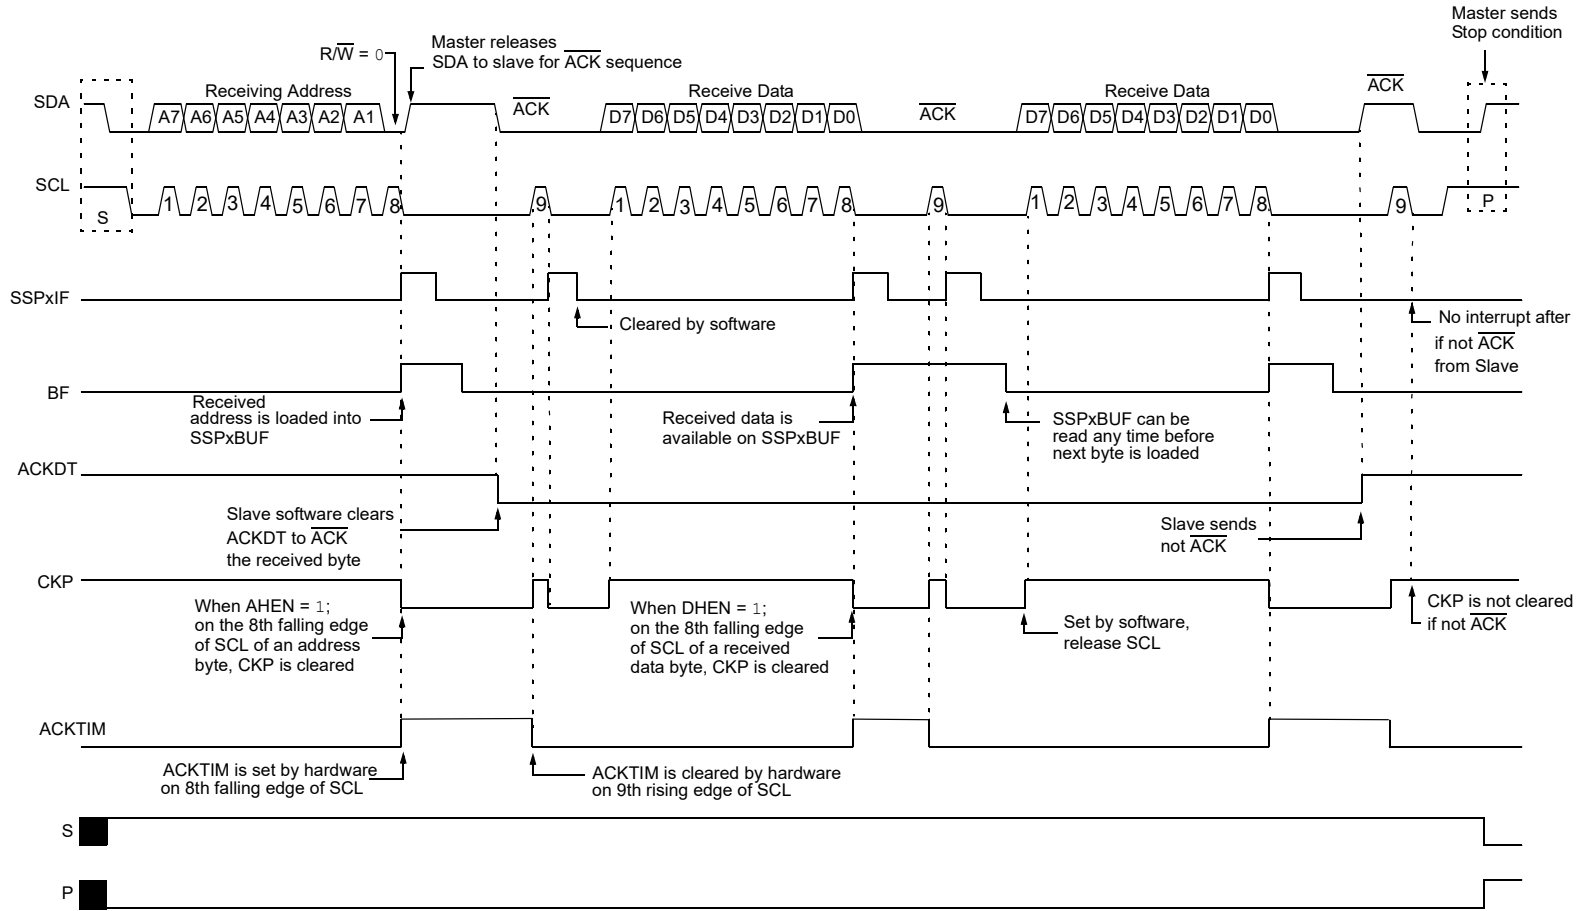 Master sends
Stop condition
R/W = 0
Master releases
SDA to slave for ACK sequence
SDA
Receiving Address
ACK
Receive Data
ACK
Receive Data
ACK
A7 A6 A5 A4 A3 A2 A1
D7 D6 D5 D4 D3 D2 D1 D0
D7 D6 D5 D4 D3 D2 D1 D0
SCL
S
1 2 3 4 5 6 7 8 9
1 2 3 4 5 6 7 8 9
1 2 3 4 5 6 7 8 9
P
SSPxIF
Cleared by software
No interrupt after
if not ACK
from Slave
BF
Received
address is loaded into
SSPxBUF
Received data is
available on SSPxBUF
SSPxBUF can be
read any time before
next byte is loaded
ACKDT
Slave software clears
ACKDT to ACK
the received byte
Slave sends
not ACK
CKP
When AHEN = 1;
on the 8th falling edge
of SCL of an address
byte, CKP is cleared
When DHEN = 1;
on the 8th falling edge
of SCL of a received
data byte, CKP is cleared
Set by software,
release SCL
CKP is not cleared
if not ACK
ACKTIM
ACKTIM is set by hardware
on 8th falling edge of SCL
ACKTIM is cleared by hardware
on 9th rising edge of SCL
S
P